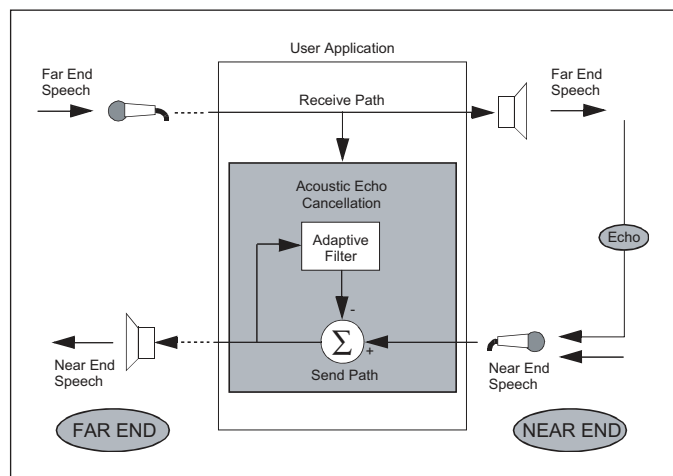 User Application
Far End
Speech
Receive Path
Far End
Speech
Acoustic Echo
Cancellation
Adaptive
Filter
Echo
-
Σ
+
Near End
Speech
Send Path
Near End
Speech
FAR END
NEAR END